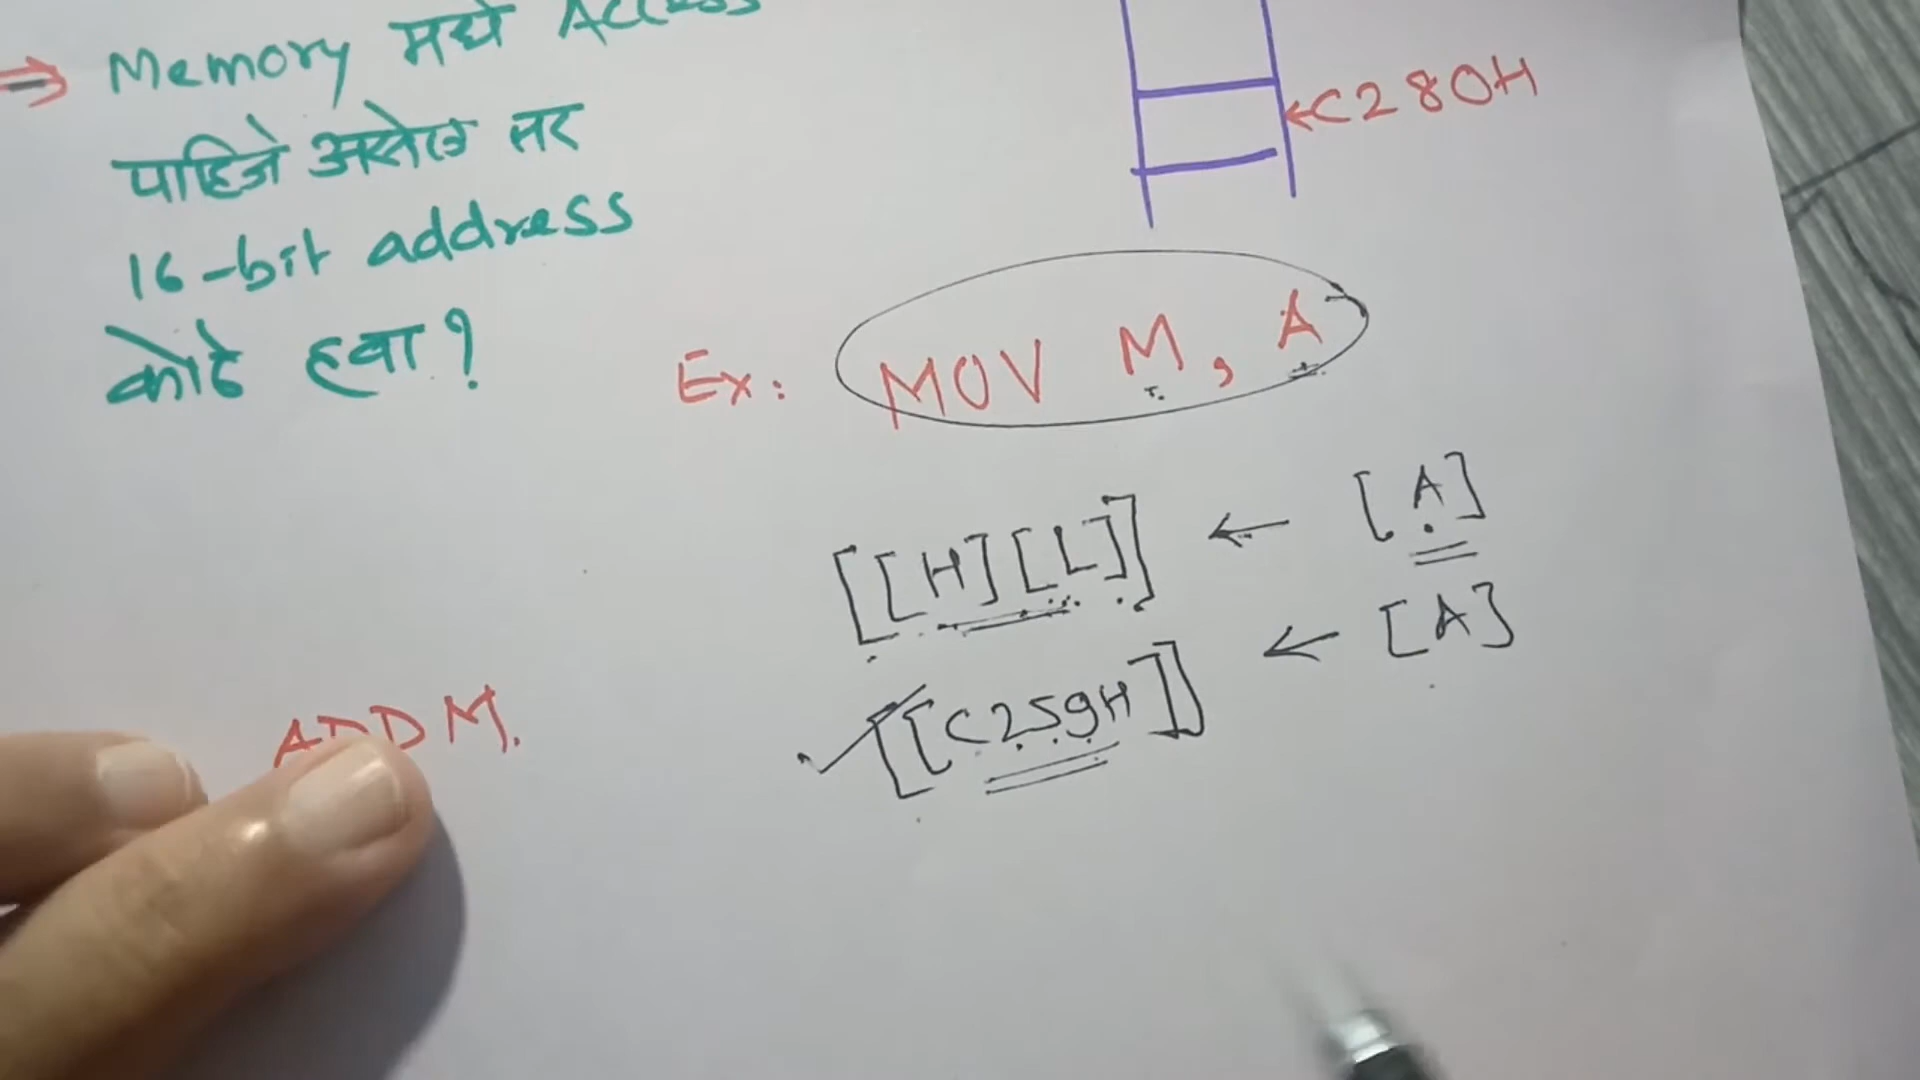 ⇒ Memory मध्ये Access
पाहिजे असेल तर
16-bit address
कोठे हवा?
←C280H
Ex: MOV M, A
[[H][L]] ← [A]
[[C259H]] ← [A]
ADD M.